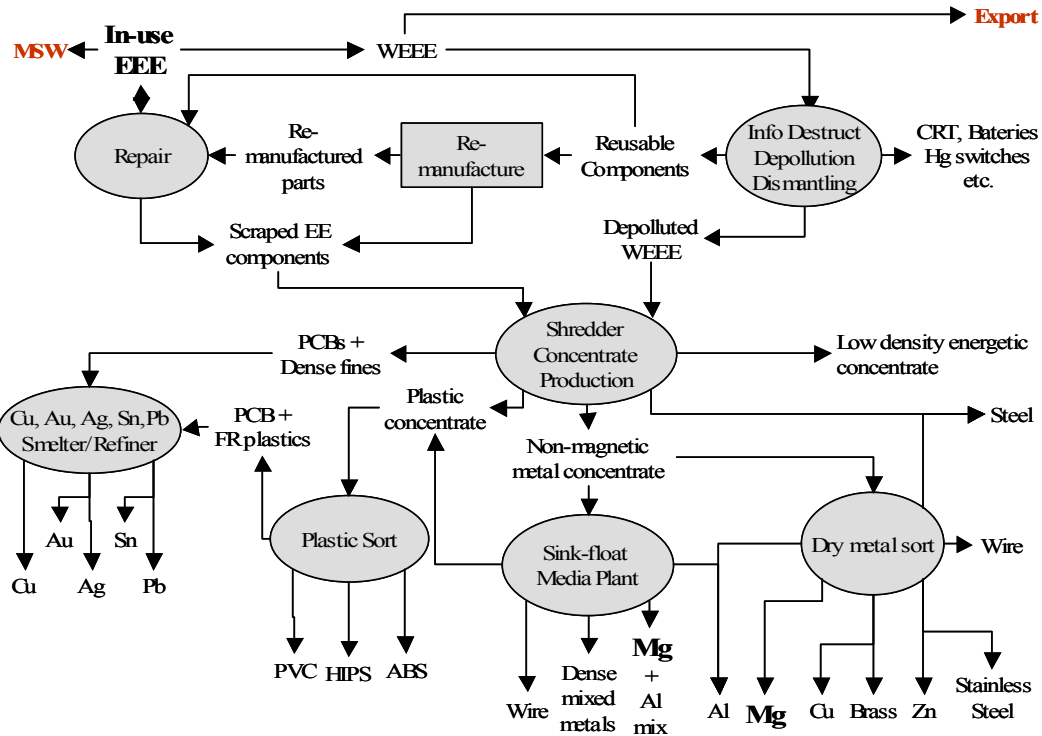 Export
MSW
In-use
EEE
WEEE
Repair
Re-
manufactured
parts
Re-
manufacture
Reusable
Components
Info Destruct
Depollution
Dismantling
CRT, Bateries
Hg switches
etc.
Scraped EE
components
Depolluted
WEEE
Shredder
Concentrate
Production
PCBs +
Dense fines
Low density energetic
concentrate
Cu, Au, Ag, Sn,Pb
Smelter/Refiner
PCB +
FR plastics
Plastic
concentrate
Steel
Non-magnetic
metal concentrate
Au
Sn
Cu
Ag
Pb
Plastic Sort
Sink-float
Media Plant
Dry metal sort
Wire
PVC
HIPS
ABS
Wire
Dense
mixed
metals
Mg
+
Al
mix
Al
Mg
Cu
Brass
Zn
Stainless
Steel